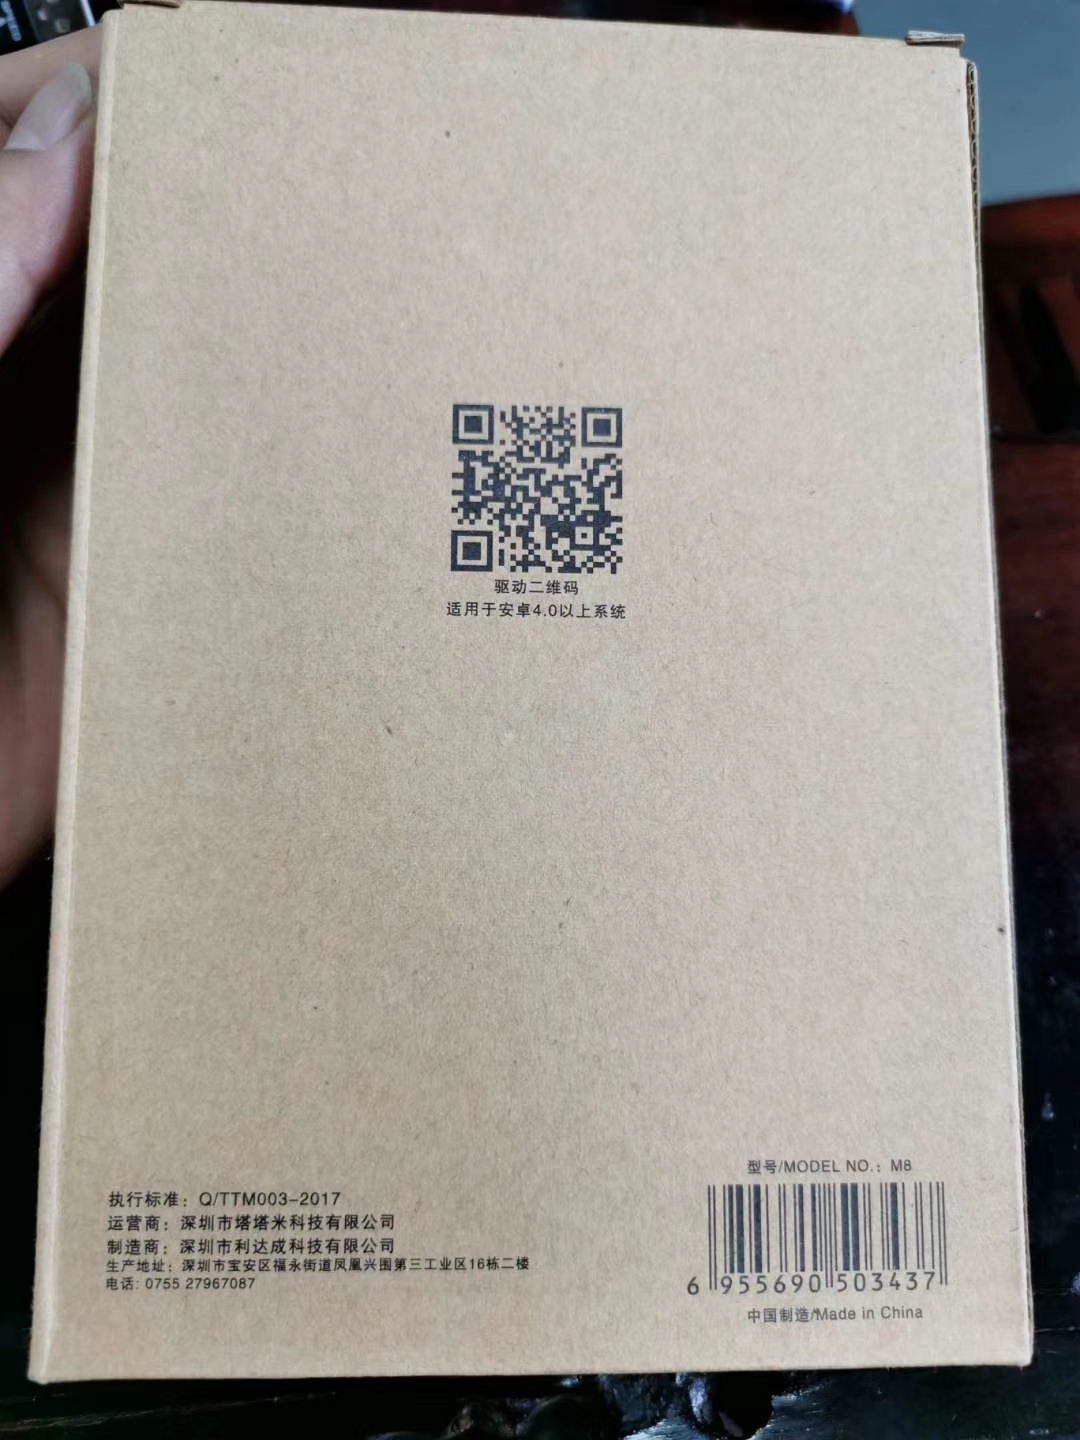 驱动二维码
适用于安卓4.0以上系统
执行标准：Q/TTM003-2017
运营商：深圳市塔塔米科技有限公司
制造商：深圳市利达成科技有限公司
生产地址：深圳市宝安区福永街道凤凰兴围第三工业区16栋二楼
电话: 0755 27967087
型号/MODEL NO.：M8
6 955690 503437
中国制造/Made in China